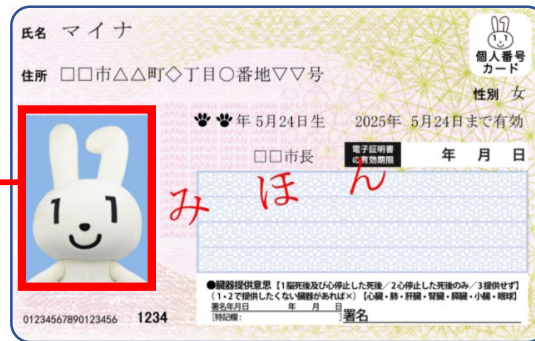 氏名 マイナ
個人番号
カード
住所 □□市△△町◇丁目○番地▽▽号
性別 女
年 5月24日生 2025年 5月24日まで有効
□□市長 電子証明書の有効期限 年 月 日
みほん
1 1
●臓器提供意思【1脳死後及び心停止した死後/2心停止した死後のみ/3提供せず】
(1・2で提供したくない臓器があれば×)【心臓・肺・肝臓・腎臓・膵臓・小腸・眼球】
署名年月日 年 月 日
[特記欄: ]署名
01234567890123456 1234